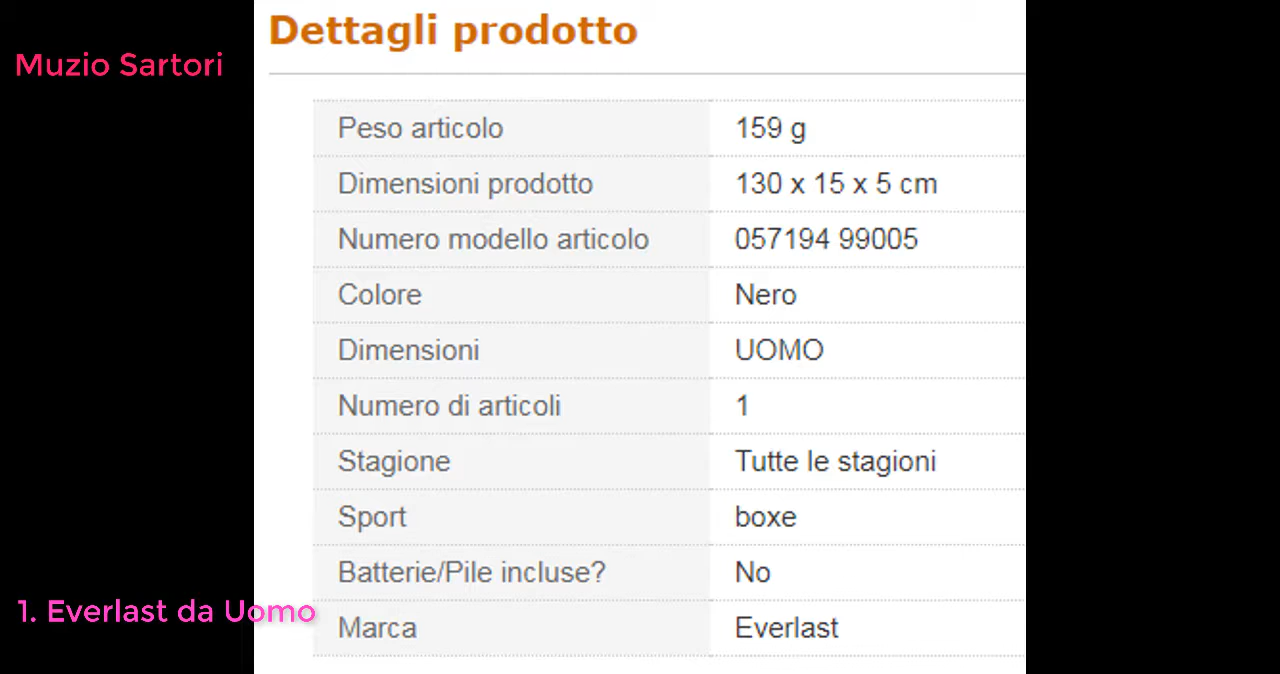 Dettagli prodotto
Muzio Sartori
Peso articolo 159 g
Dimensioni prodotto 130 x 15 x 5 cm
Numero modello articolo 057194 99005
Colore Nero
Dimensioni UOMO
Numero di articoli 1
Stagione Tutte le stagioni
Sport boxe
Batterie/Pile incluse? No
1. Everlast da Uomo
Marca Everlast